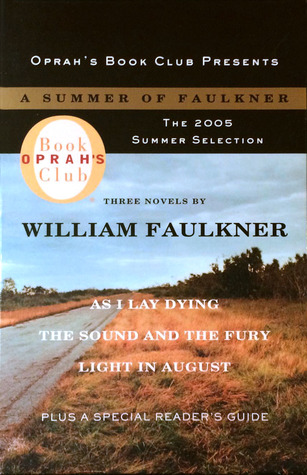 OPRAH'S BOOK CLUB PRESENTS
A SUMMER OF FAULKNER
THE 2005
SUMMER SELECTION
Book
OPRAH'S
Club
®
THREE NOVELS BY
WILLIAM FAULKNER
AS I LAY DYING
THE SOUND AND THE FURY
LIGHT IN AUGUST
PLUS A SPECIAL READER'S GUIDE